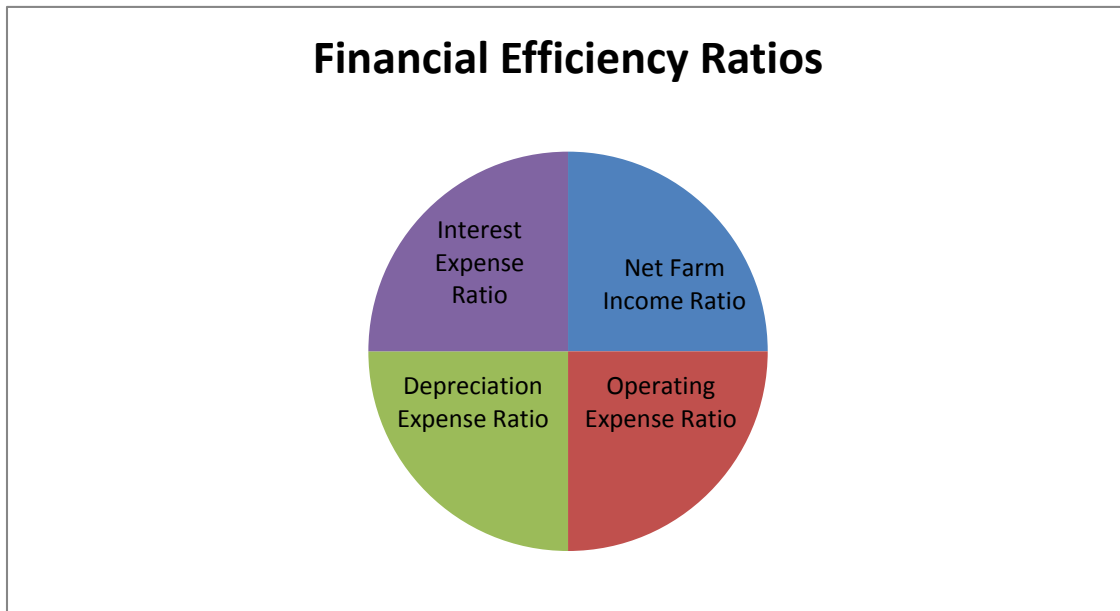 Financial Efficiency Ratios
Interest
Expense
Ratio
Net Farm
Income Ratio
Depreciation
Expense Ratio
Operating
Expense Ratio